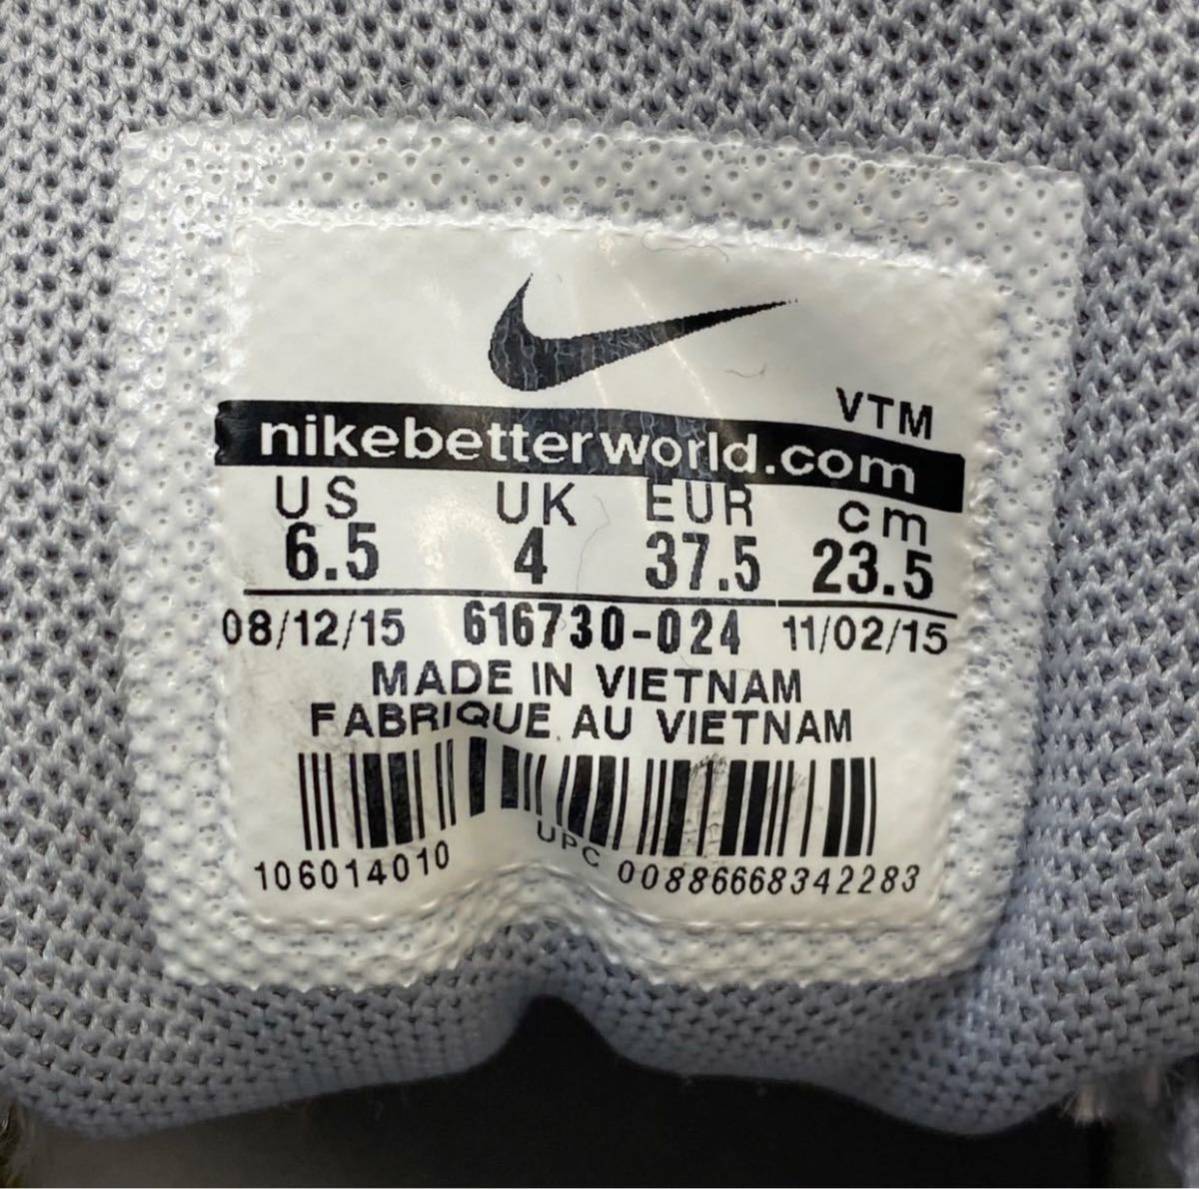 VTM
nikebetterworld.com
US UK EUR cm
6.5 4 37.5 23.5
08/12/15 616730-024 11/02/15
MADE IN VIETNAM
FABRIQUE AU VIETNAM
106014010 UPC 00886668342283